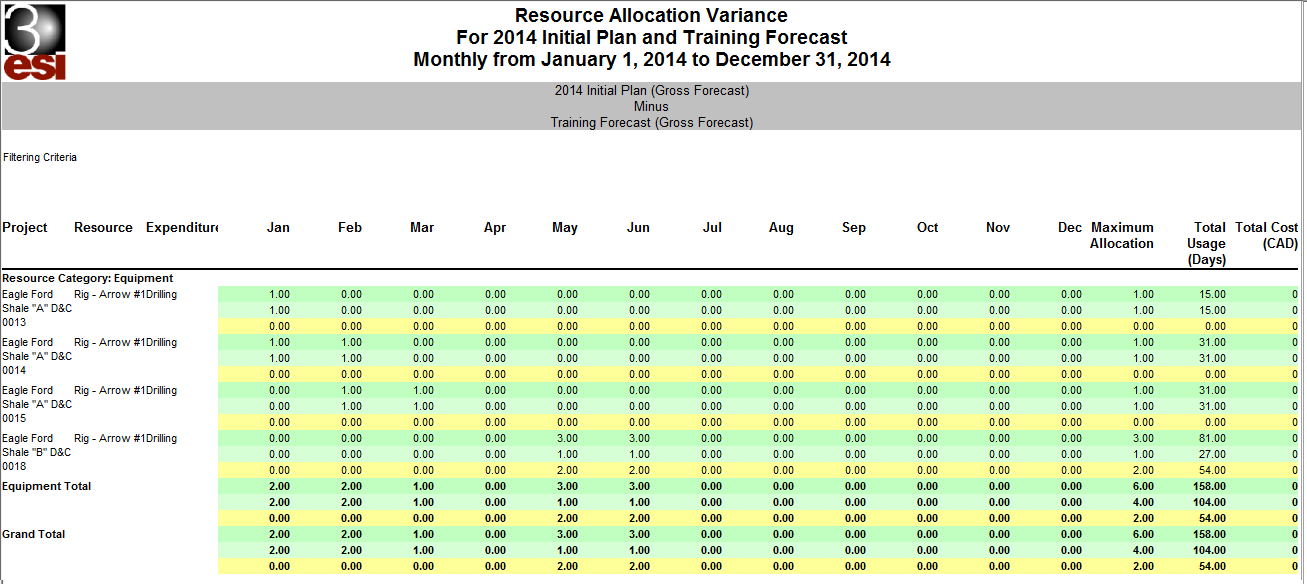 3
esi
Resource Allocation Variance
For 2014 Initial Plan and Training Forecast
Monthly from January 1, 2014 to December 31, 2014
2014 Initial Plan (Gross Forecast)
Minus
Training Forecast (Gross Forecast)
Filtering Criteria
Project Resource Expenditure Jan Feb Mar Apr May Jun Jul Aug Sep Oct Nov Dec Maximum Total Total Cost
Allocation Usage (CAD)
(Days)
Resource Category: Equipment
Eagle Ford Rig - Arrow #1Drilling 1.00 0.00 0.00 0.00 0.00 0.00 0.00 0.00 0.00 0.00 0.00 0.00 1.00 15.00 0
Shale "A" D&C 1.00 0.00 0.00 0.00 0.00 0.00 0.00 0.00 0.00 0.00 0.00 0.00 1.00 15.00 0
0013 0.00 0.00 0.00 0.00 0.00 0.00 0.00 0.00 0.00 0.00 0.00 0.00 0.00 0.00 0
Eagle Ford Rig - Arrow #1Drilling 1.00 1.00 0.00 0.00 0.00 0.00 0.00 0.00 0.00 0.00 0.00 0.00 1.00 31.00 0
Shale "A" D&C 1.00 1.00 0.00 0.00 0.00 0.00 0.00 0.00 0.00 0.00 0.00 0.00 1.00 31.00 0
0014 0.00 0.00 0.00 0.00 0.00 0.00 0.00 0.00 0.00 0.00 0.00 0.00 0.00 0.00 0
Eagle Ford Rig - Arrow #1Drilling 0.00 1.00 1.00 0.00 0.00 0.00 0.00 0.00 0.00 0.00 0.00 0.00 1.00 31.00 0
Shale "A" D&C 0.00 1.00 1.00 0.00 0.00 0.00 0.00 0.00 0.00 0.00 0.00 0.00 1.00 31.00 0
0015 0.00 0.00 0.00 0.00 0.00 0.00 0.00 0.00 0.00 0.00 0.00 0.00 0.00 0.00 0
Eagle Ford Rig - Arrow #1Drilling 0.00 0.00 0.00 0.00 3.00 3.00 0.00 0.00 0.00 0.00 0.00 0.00 3.00 81.00 0
Shale "B" D&C 0.00 0.00 0.00 0.00 1.00 1.00 0.00 0.00 0.00 0.00 0.00 0.00 1.00 27.00 0
0018 0.00 0.00 0.00 0.00 2.00 2.00 0.00 0.00 0.00 0.00 0.00 0.00 2.00 54.00 0
Equipment Total 2.00 2.00 1.00 0.00 3.00 3.00 0.00 0.00 0.00 0.00 0.00 0.00 6.00 158.00 0
2.00 2.00 1.00 0.00 1.00 1.00 0.00 0.00 0.00 0.00 0.00 0.00 4.00 104.00 0
0.00 0.00 0.00 0.00 2.00 2.00 0.00 0.00 0.00 0.00 0.00 0.00 2.00 54.00 0
Grand Total 2.00 2.00 1.00 0.00 3.00 3.00 0.00 0.00 0.00 0.00 0.00 0.00 6.00 158.00 0
2.00 2.00 1.00 0.00 1.00 1.00 0.00 0.00 0.00 0.00 0.00 0.00 4.00 104.00 0
0.00 0.00 0.00 0.00 2.00 2.00 0.00 0.00 0.00 0.00 0.00 0.00 2.00 54.00 0